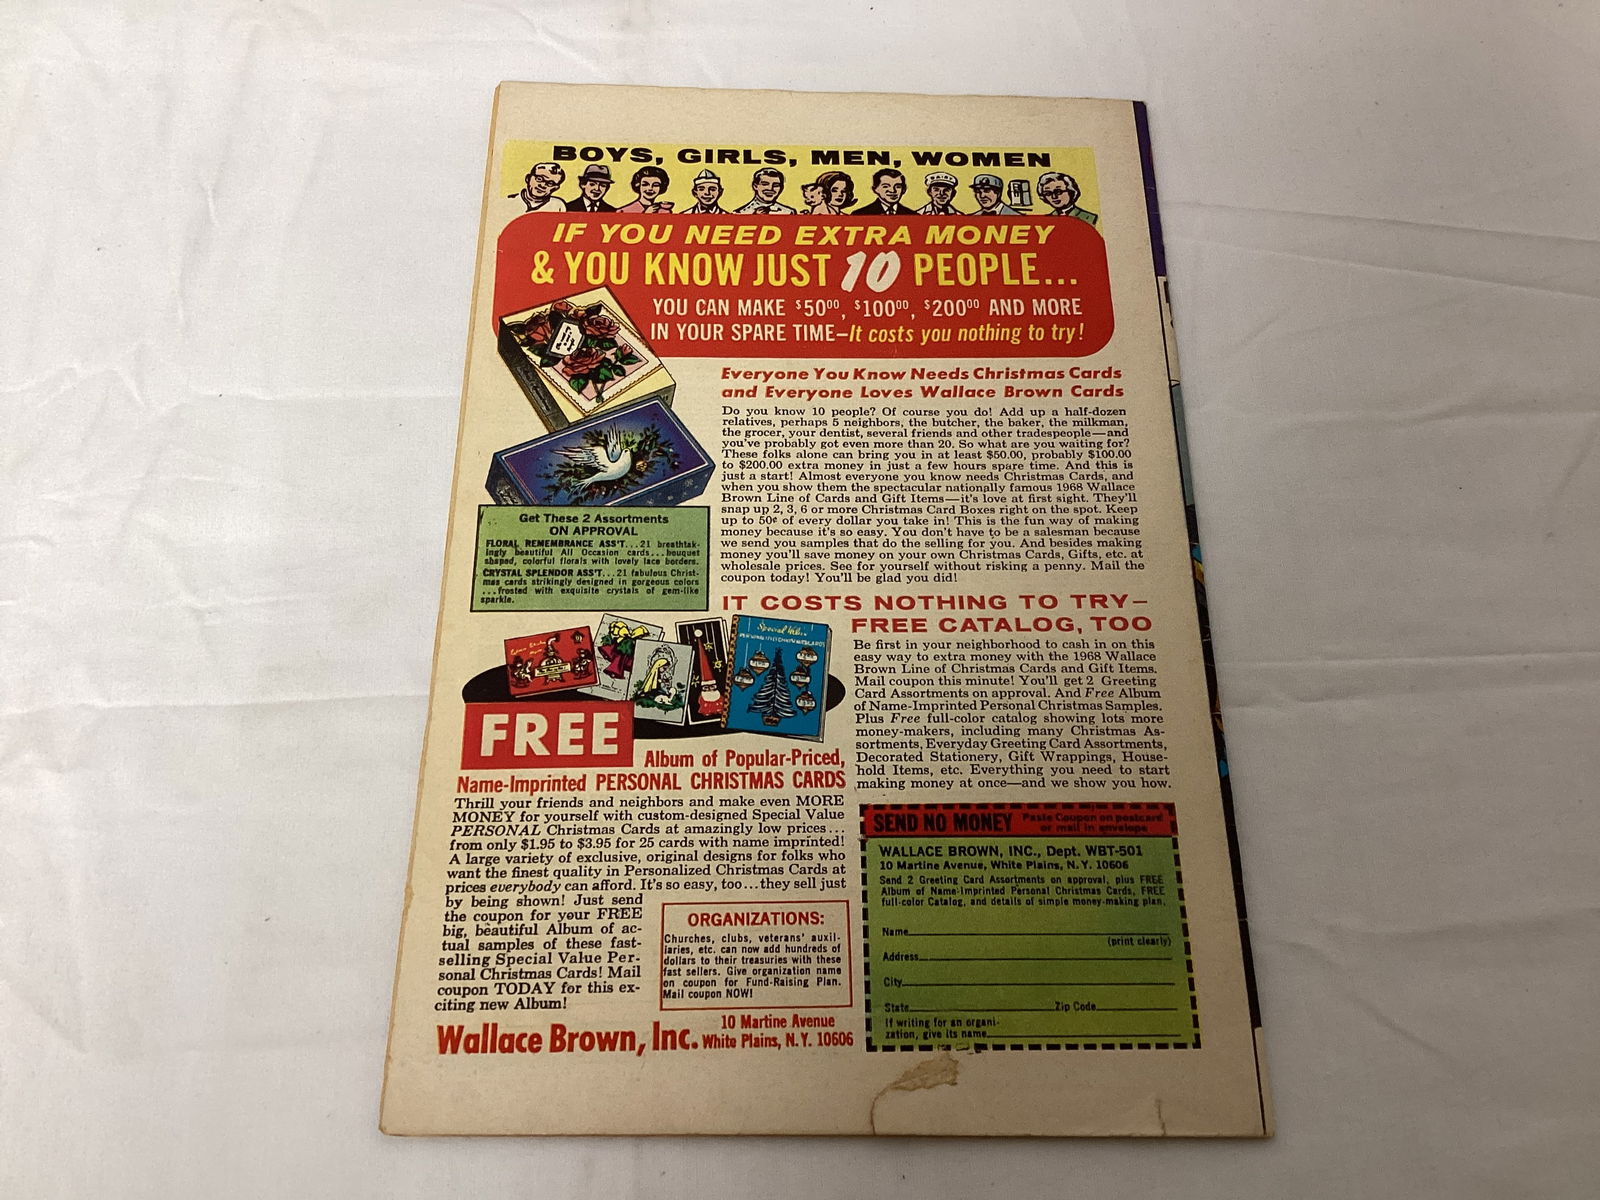 BOYS, GIRLS, MEN, WOMEN
IF YOU NEED EXTRA MONEY
& YOU KNOW JUST 10 PEOPLE...
YOU CAN MAKE $50.00, $100.00, $200.00 AND MORE
IN YOUR SPARE TIME—It costs you nothing to try!
Everyone You Know Needs Christmas Cards
and Everyone Loves Wallace Brown Cards
Do you know 10 people? Of course you do! Add up a half-dozen
relatives, perhaps 5 neighbors, the butcher, the baker, the milkman,
the grocer, your dentist, several friends and other tradespeople—and
you've probably got even more than 20. So what are you waiting for?
These folks alone can bring you in at least $50.00, probably $100.00
to $200.00 extra money in just a few hours spare time. And this is
just a start! Almost everyone you know needs Christmas Cards, and
when you show them the spectacular nationally famous 1968 Wallace
Brown Line of Cards and Gift Items—it's love at first sight. They'll
snap up 2, 3, 6 or more Christmas Card Boxes right on the spot. Keep
up to 50¢ of every dollar you take in! This is the fun way of making
money because it's so easy. You don't have to be a salesman because
we send you samples that do the selling for you. And besides making
money you'll save money on your own Christmas Cards, Gifts, etc. at
wholesale prices. See for yourself without risking a penny. Mail the
coupon today! You'll be glad you did!
Get These 2 Assortments
ON APPROVAL
FLORAL REMEMBRANCE ASS'T...21 breathtak-
ingly beautiful All Occasion cards...bouquet
shaped, colorful florals with lovely lace borders.
CRYSTAL SPLENDOR ASS'T...21 fabulous Christ-
mas cards strikingly designed in gorgeous colors
...frosted with exquisite crystals of gem-like
sparkle.
IT COSTS NOTHING TO TRY—
FREE CATALOG, TOO
Be first in your neighborhood to cash in on this
easy way to extra money with the 1968 Wallace
Brown Line of Christmas Cards and Gift Items.
Mail coupon this minute! You'll get 2 Greeting
Card Assortments on approval. And Free Album
of Name-Imprinted Personal Christmas Samples.
Plus Free full-color catalog showing lots more
money-makers, including many Christmas As-
sortments, Everyday Greeting Card Assortments,
Decorated Stationery, Gift Wrappings, House-
hold Items, etc. Everything you need to start
making money at once—and we show you how.
Special Value
PERSONALIZED CHRISTMAS CARDS
FREE
Album of Popular-Priced,
Name-Imprinted PERSONAL CHRISTMAS CARDS
Thrill your friends and neighbors and make even MORE
MONEY for yourself with custom-designed Special Value
PERSONAL Christmas Cards at amazingly low prices...
from only $1.95 to $3.95 for 25 cards with name imprinted!
A large variety of exclusive, original designs for folks who
want the finest quality in Personalized Christmas Cards at
prices everybody can afford. It's so easy, too...they sell just
by being shown! Just send
the coupon for your FREE
big, beautiful Album of ac-
tual samples of these fast-
selling Special Value Per-
sonal Christmas Cards! Mail
coupon TODAY for this ex-
citing new Album!
ORGANIZATIONS:
Churches, clubs, veterans' auxil-
iaries, etc. can now add hundreds of
dollars to their treasuries with these
fast sellers. Give organization name
on coupon for Fund-Raising Plan.
Mail coupon NOW!
Wallace Brown, Inc. 10 Martine Avenue
White Plains, N.Y. 10606
SEND NO MONEY Paste Coupon on postcard
or mail in envelope
WALLACE BROWN, INC., Dept. WBT-501
10 Martine Avenue, White Plains, N.Y. 10606
Send 2 Greeting Card Assortments on approval, plus FREE
Album of Name-Imprinted Personal Christmas Cards, FREE
full-color Catalog, and details of simple money-making plan.
Name
(print clearly)
Address
City
State Zip Code
If writing for an organi-
zation, give its name